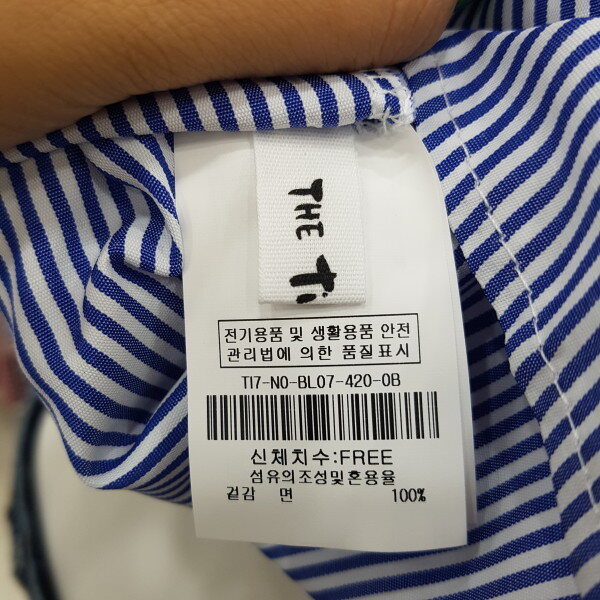 THE Ti
전기용품 및 생활용품 안전
관리법에 의한 품질표시
TI7-N0-BL07-420-0B
신체치수:FREE
섬유의조성및혼용율
겉감 면 100%